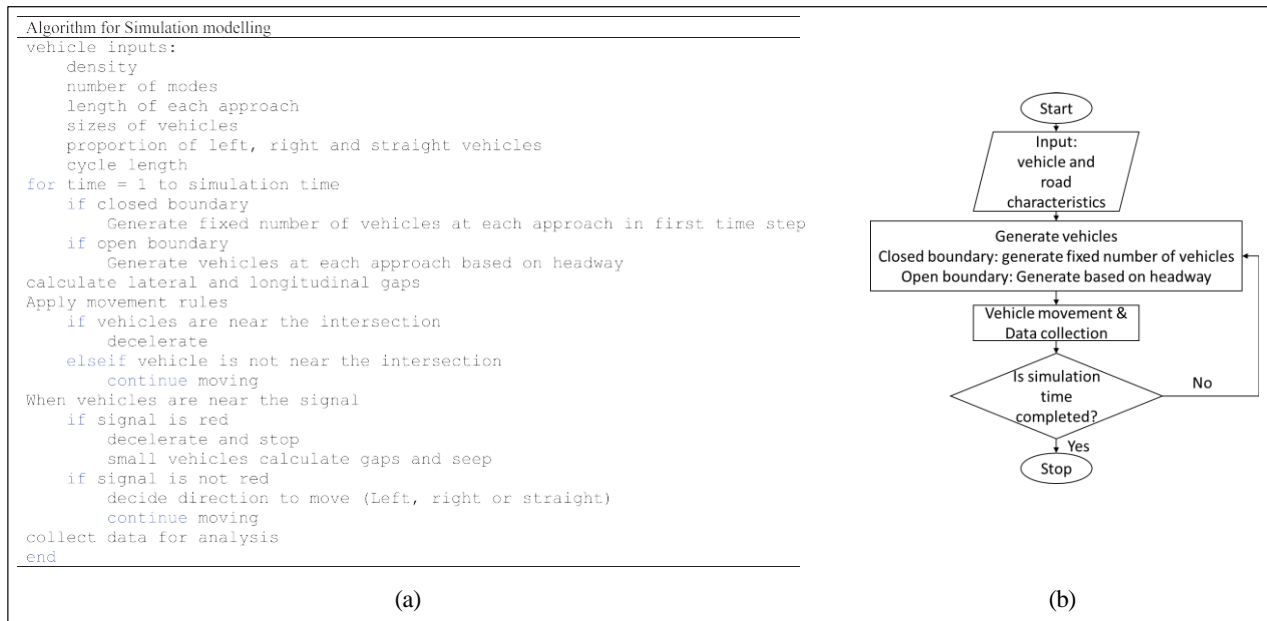 Algorithm for Simulation modelling
vehicle inputs:
density
number of modes
length of each approach
sizes of vehicles
proportion of left, right and straight vehicles
cycle length
for time = 1 to simulation time
if closed boundary
Generate fixed number of vehicles at each approach in first time step
if open boundary
Generate vehicles at each approach based on headway
calculate lateral and longitudinal gaps
Apply movement rules
if vehicles are near the intersection
decelerate
elseif vehicle is not near the intersection
continue moving
When vehicles are near the signal
if signal is red
decelerate and stop
small vehicles calculate gaps and seep
if signal is not red
decide direction to move (Left, right or straight)
continue moving
collect data for analysis
end
(a)
Start
Input:
vehicle and
road
characteristics
Generate vehicles
Closed boundary: generate fixed number of vehicles
Open boundary: Generate based on headway
Vehicle movement &
Data collection
Is simulation
time
completed?
No
Yes
Stop
(b)